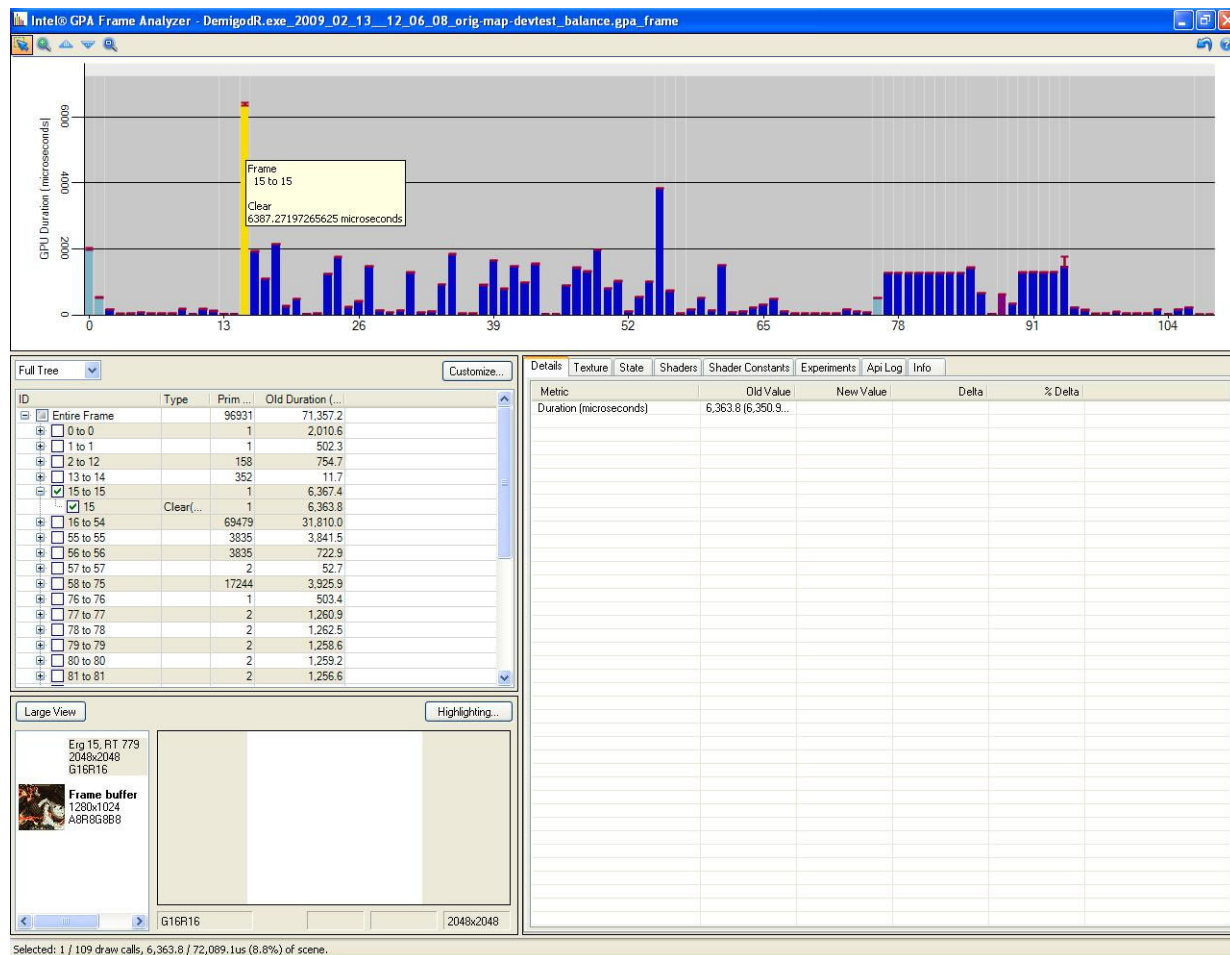 Intel® GPA Frame Analyzer - DemigodR.exe_2009_02_13__12_06_08_orig-map-devtest_balance.gpa_frame
GPU Duration (microseconds)
6000
4000
2000
0
Frame
15 to 15
Clear
6387.27197265625 microseconds
0 13 26 39 52 65 78 91 104
Full Tree
Customize...
ID Type Prim ... Old Duration (...
Entire Frame 96931 71,357.2
0 to 0 1 2,010.6
1 to 1 1 502.3
2 to 12 158 754.7
13 to 14 352 11.7
15 to 15 1 6,367.4
15 Clear(... 1 6,363.8
16 to 54 69479 31,810.0
55 to 55 3835 3,841.5
56 to 56 3835 722.9
57 to 57 2 52.7
58 to 75 17244 3,925.9
76 to 76 1 503.4
77 to 77 2 1,260.9
78 to 78 2 1,262.5
79 to 79 2 1,258.6
80 to 80 2 1,259.2
81 to 81 2 1,256.6
Details Texture State Shaders Shader Constants Experiments Api Log Info
Metric Old Value New Value Delta % Delta
Duration (microseconds) 6,363.8 (6,350.9...
Large View
Highlighting...
Erg 15, RT 779
2048x2048
G16R16
Frame buffer
1280x1024
A8R8G8B8
G16R16
2048x2048
Selected: 1 / 109 draw calls, 6,363.8 / 72,089.1us (8.8%) of scene.